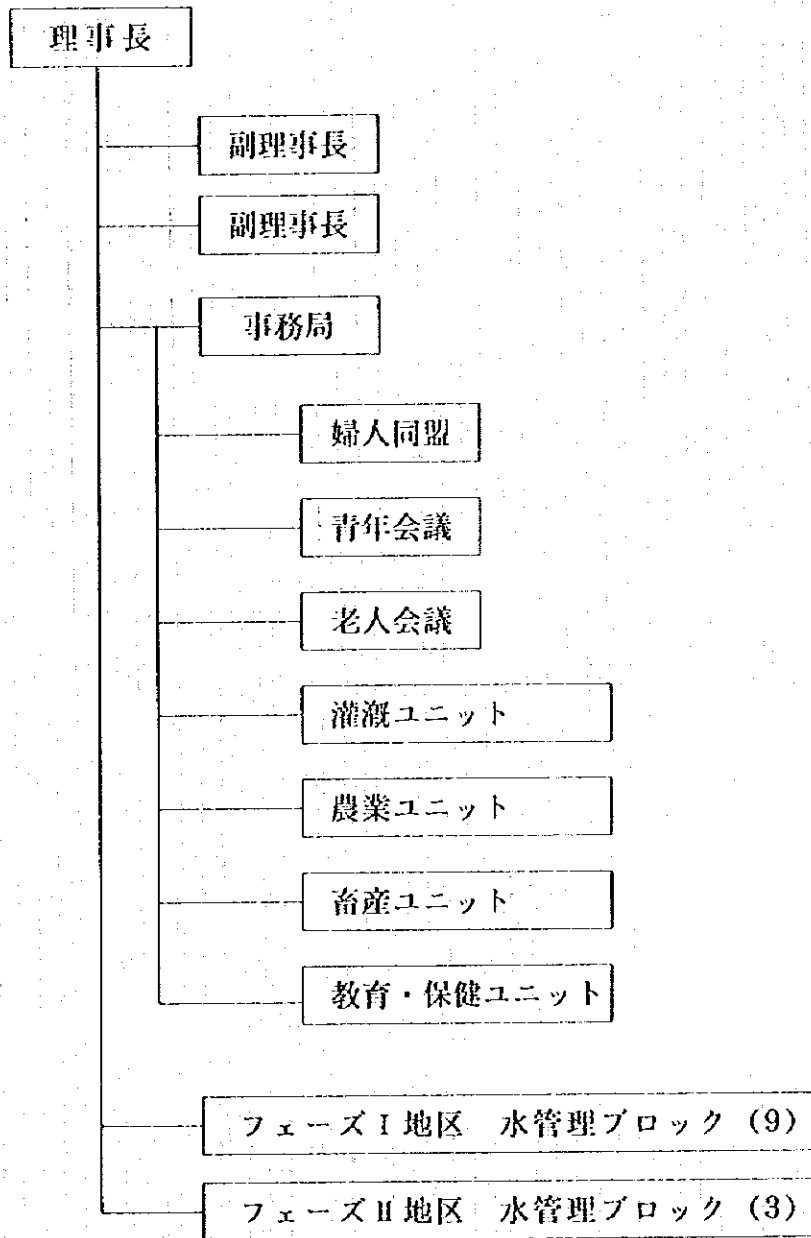 理事長
副理事長
副理事長
事務局
婦人同盟
青年会議
老人会議
灌漑ユニット
農業ユニット
畜産ユニット
教育・保健ユニット
フェーズⅠ地区　水管理ブロック（9）
フェーズⅡ地区　水管理ブロック（3）